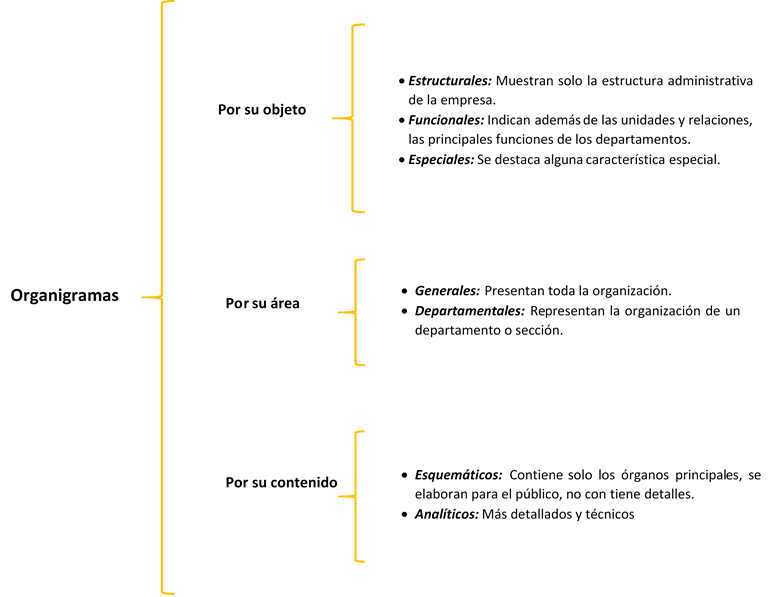 Organigramas
Por su objeto
• Estructurales: Muestran solo la estructura administrativa
de la empresa.
• Funcionales: Indican además de las unidades y relaciones,
las principales funciones de los departamentos.
• Especiales: Se destaca alguna característica especial.
Por su área
• Generales: Presentan toda la organización.
• Departamentales: Representan la organización de un
departamento o sección.
Por su contenido
• Esquemáticos: Contiene solo los órganos principales, se
elaboran para el público, no con tiene detalles.
• Analíticos: Más detallados y técnicos